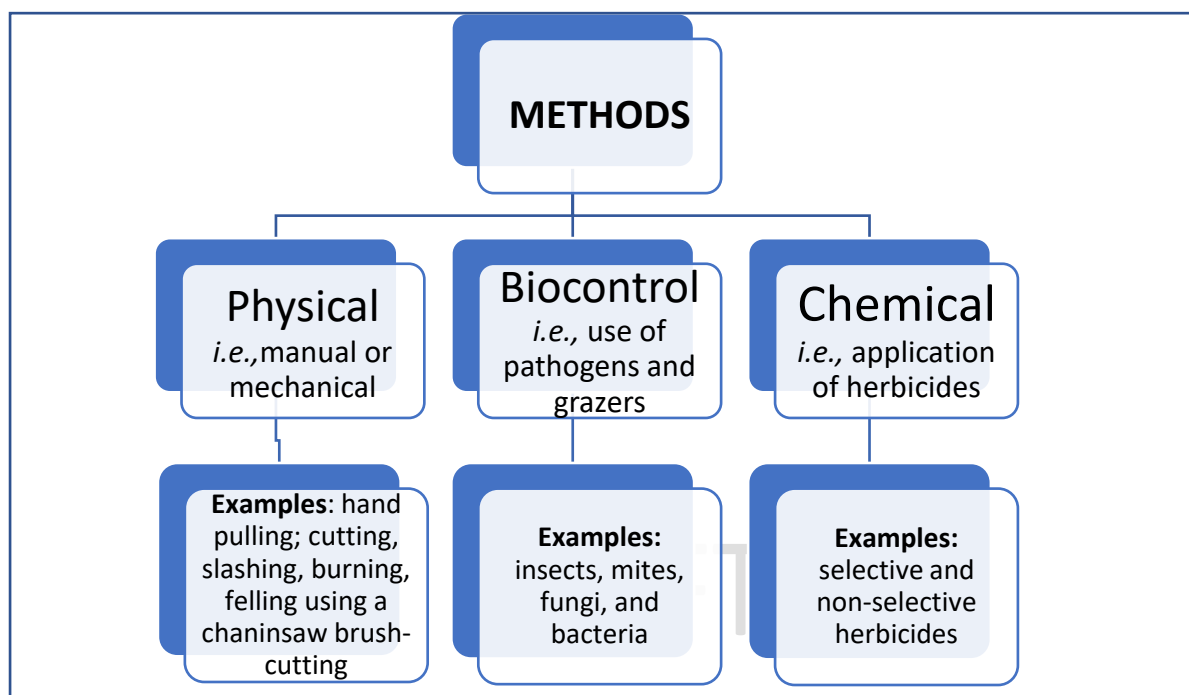 METHODS
Physical
i.e.,manual or
mechanical
Biocontrol
i.e., use of
pathogens and
grazers
Chemical
i.e., application
of herbicides
Examples: hand
pulling; cutting,
slashing, burning,
felling using a
chaninsaw brush-
cutting
Examples:
insects, mites,
fungi, and
bacteria
Examples:
selective and
non-selective
herbicides